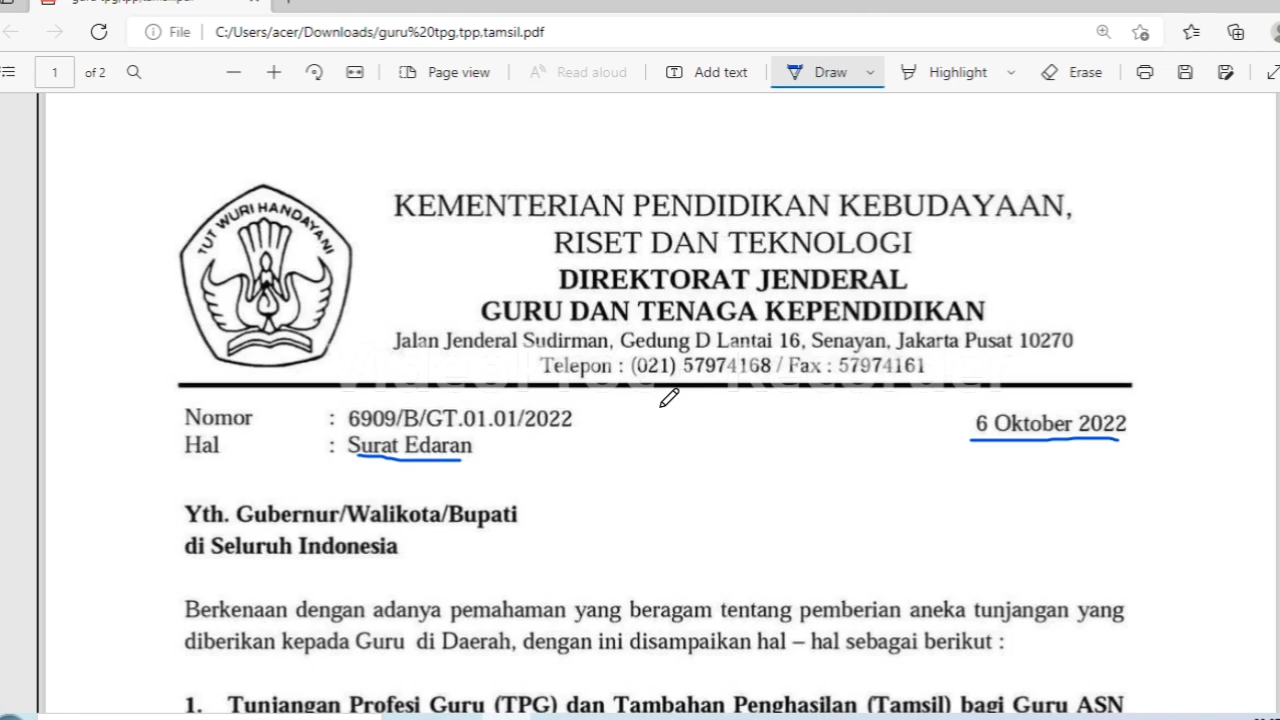 File C:/Users/acer/Downloads/guru%20tpg,tpp,tamsil.pdf
1 of 2 Page view Read aloud Add text Draw Highlight Erase
TUT WURI HANDAYANI
KEMENTERIAN PENDIDIKAN KEBUDAYAAN,
RISET DAN TEKNOLOGI
DIREKTORAT JENDERAL
GURU DAN TENAGA KEPENDIDIKAN
Jalan Jenderal Sudirman, Gedung D Lantai 16, Senayan, Jakarta Pusat 10270
Telepon : (021) 57974168 / Fax : 57974161
Nomor : 6909/B/GT.01.01/2022
6 Oktober 2022
Hal : Surat Edaran
Yth. Gubernur/Walikota/Bupati
di Seluruh Indonesia
Berkenaan dengan adanya pemahaman yang beragam tentang pemberian aneka tunjangan yang
diberikan kepada Guru di Daerah, dengan ini disampaikan hal – hal sebagai berikut :
1. Tunjangan Profesi Guru (TPG) dan Tambahan Penghasilan (Tamsil) bagi Guru ASN